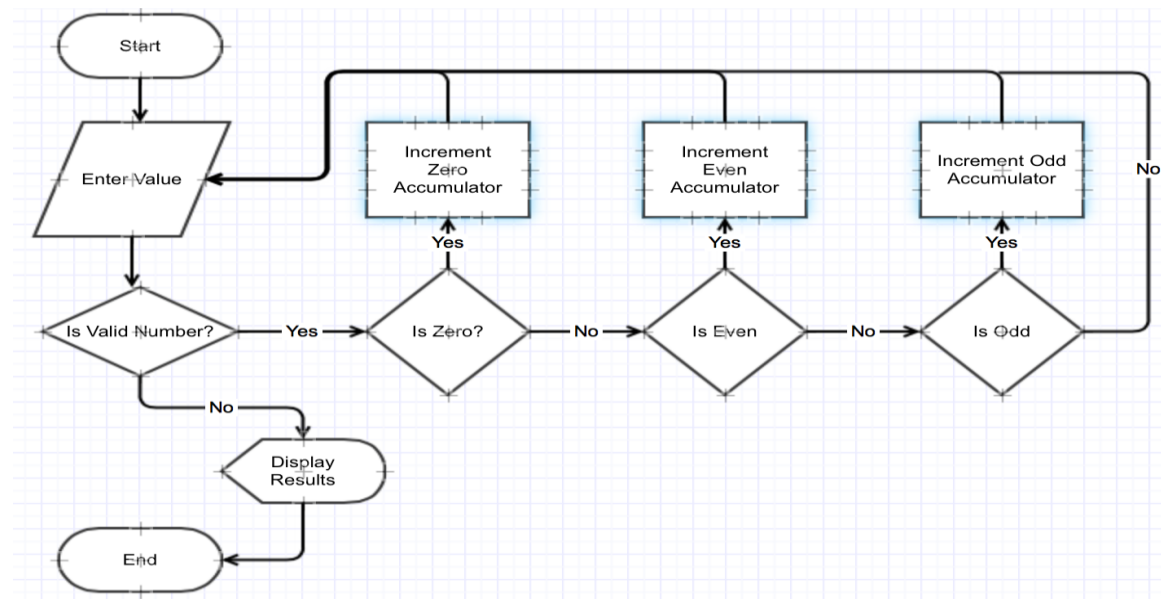 Start
Enter Value
Increment
Zero
Accumulator
Increment
Even
Accumulator
Increment Odd
Accumulator
No
Yes
Yes
Yes
Is Valid Number?
Yes
Is Zero?
No
Is Even
No
Is Odd
No
Display
Results
End